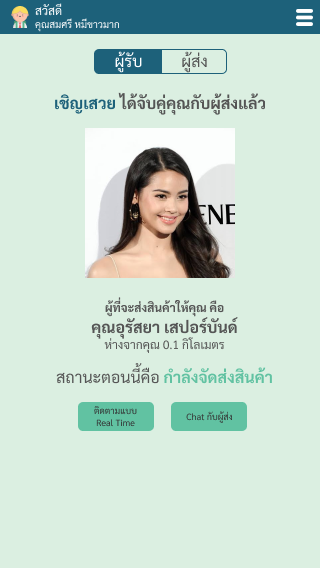 สวัสดี
คุณสมศรี หมีขาวมาก
ผู้รับ
ผู้ส่ง
เชิญเสวย ได้จับคู่คุณกับผู้ส่งแล้ว
ENE
ผู้ที่จะส่งสินค้าให้คุณ คือ
คุณอุรัสยา เสปอร์บันด์
ห่างจากคุณ 0.1 กิโลเมตร
สถานะตอนนี้คือ กำลังจัดส่งสินค้า
ติดตามแบบ
Real Time
Chat กับผู้ส่ง